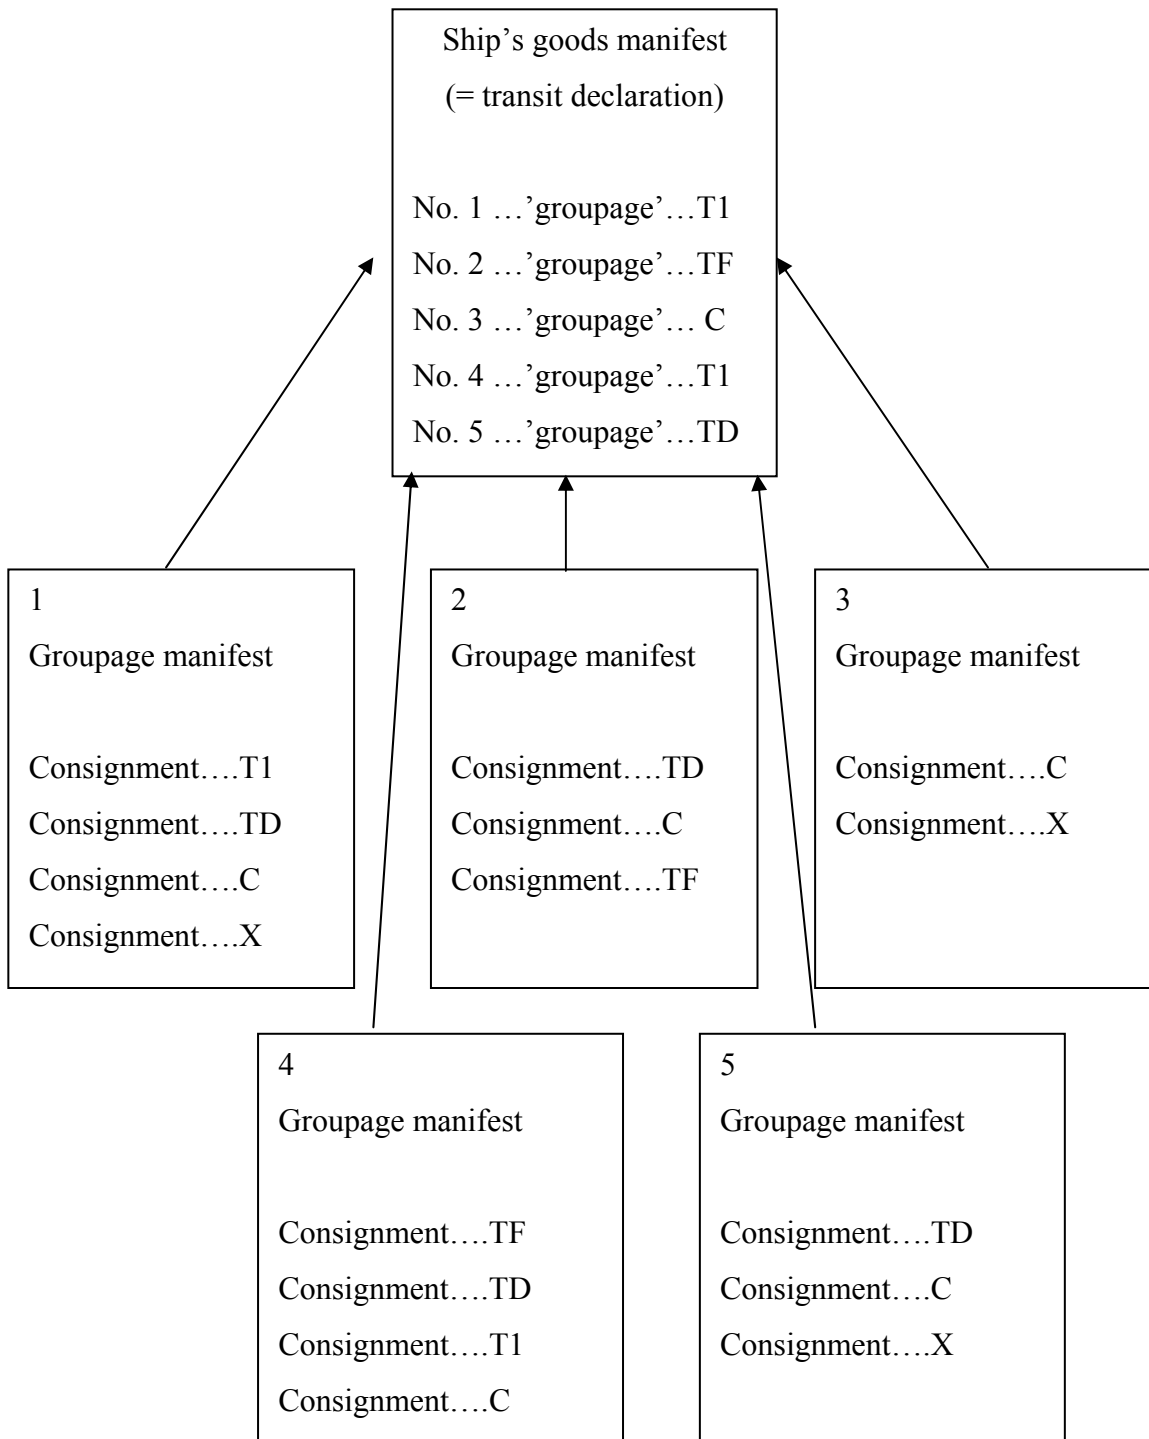 Ship’s goods manifest
(= transit declaration)
No. 1 …’groupage’…T1
No. 2 …’groupage’…TF
No. 3 …’groupage’… C
No. 4 …’groupage’…T1
No. 5 …’groupage’…TD
1
Groupage manifest
Consignment….T1
Consignment….TD
Consignment….C
Consignment….X
2
Groupage manifest
Consignment….TD
Consignment….C
Consignment….TF
3
Groupage manifest
Consignment….C
Consignment….X
4
Groupage manifest
Consignment….TF
Consignment….TD
Consignment….T1
Consignment….C
5
Groupage manifest
Consignment….TD
Consignment….C
Consignment….X